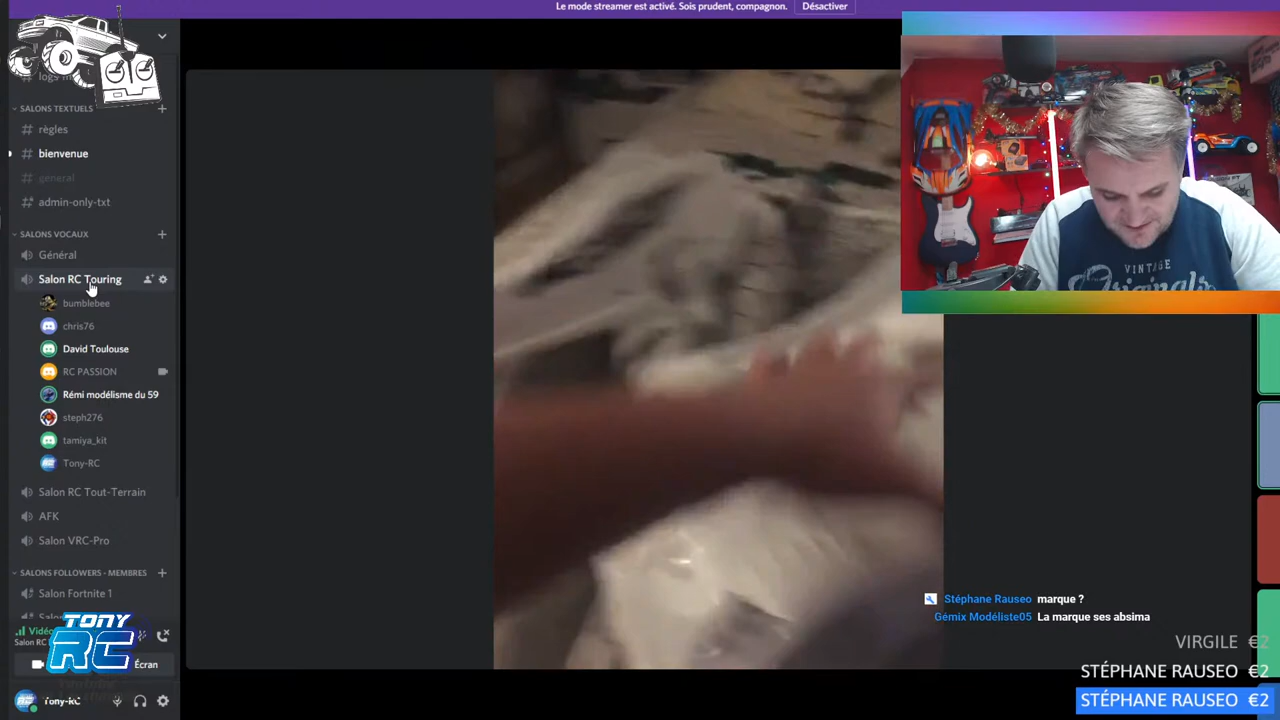 Le mode streamer est activé. Sois prudent, compagnon.
Désactiver
SALONS TEXTUELS
règles
bienvenue
general
admin-only-txt
SALONS VOCAUX
Général
Salon RC Touring
bumblebee
chris76
David Toulouse
RC PASSION
Rémi modélisme du 59
steph276
tamiya_kit
Tony-RC
Salon RC Tout-Terrain
AFK
Salon VRC-Pro
SALONS FOLLOWERS - MEMBRES
Salon Fortnite 1
TONY
RC
Écran
Tony-RC
VINTAGE
Originals
Stéphane Rauseo marque ?
Gémix Modéliste05 La marque ses absima
VIRGILE €2
STÉPHANE RAUSEO €2
STÉPHANE RAUSEO €2